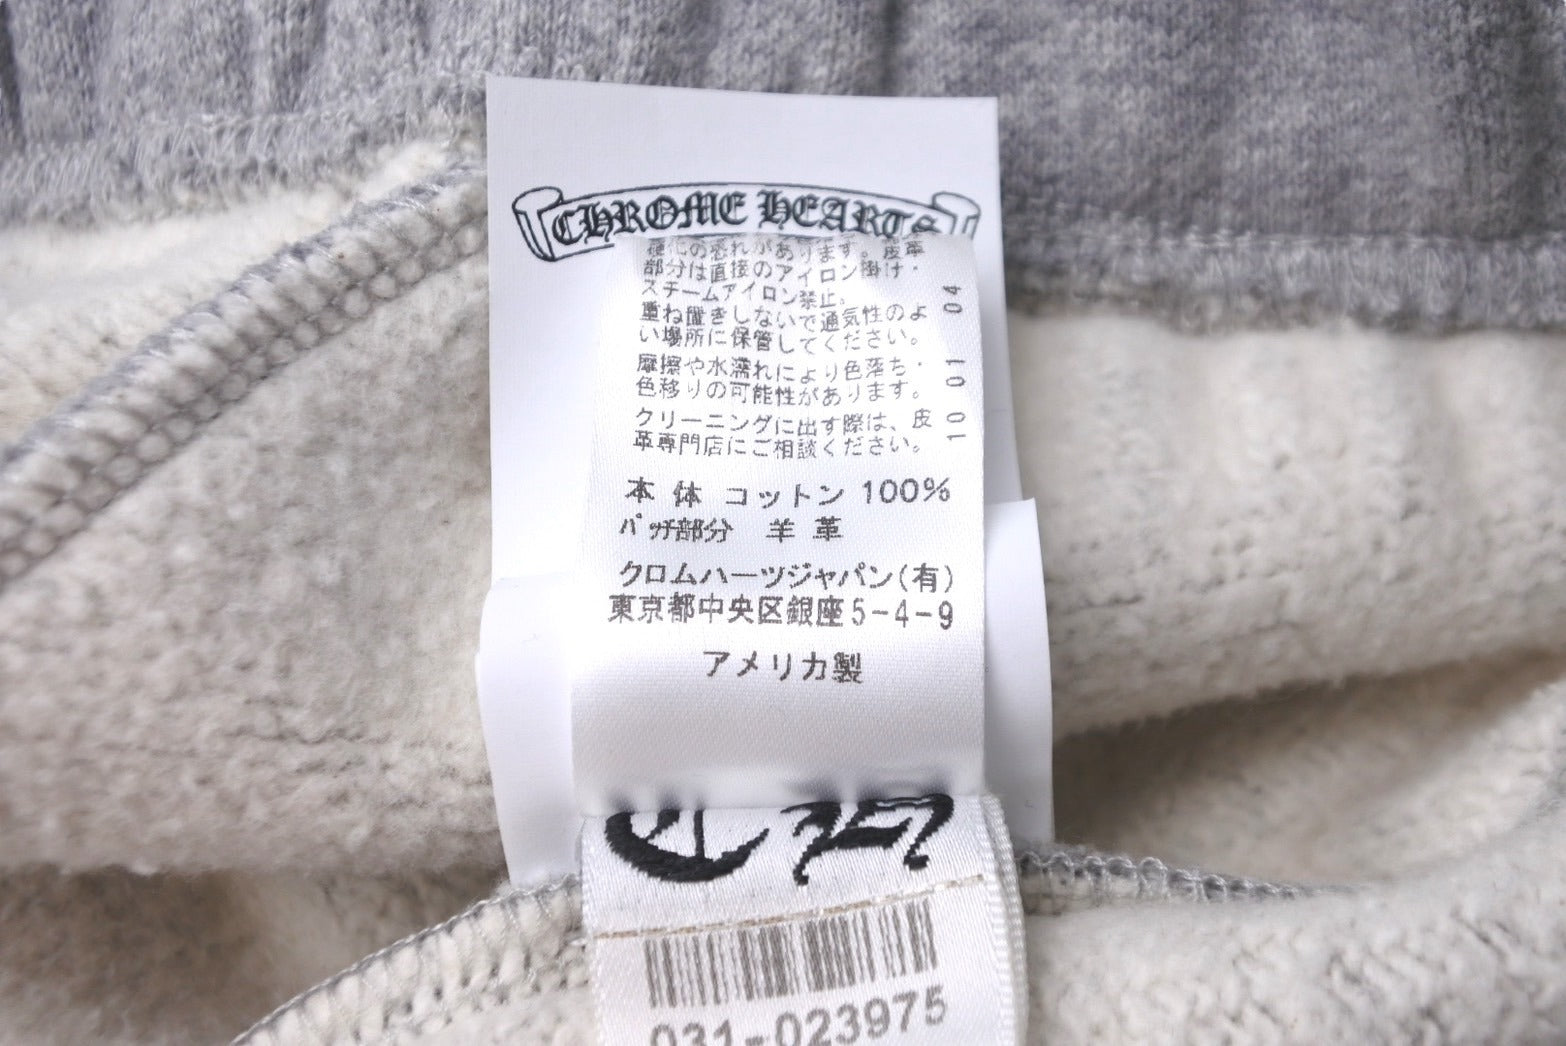 CHROME HEARTS
硬化の恐れがあります。皮革
部分は直接のアイロン掛け・
スチームアイロン禁止。
重ね置きしないで通気性のよ
い場所に保管してください。
摩擦や水濡れにより色落ち・
色移りの可能性があります。
クリーニングに出す際は、皮
革専門店にご相談ください。
10 01 04
本体 コットン 100%
パッチ部分 羊革
クロムハーツジャパン(有)
東京都中央区銀座5-4-9
アメリカ製
CH
031-023975